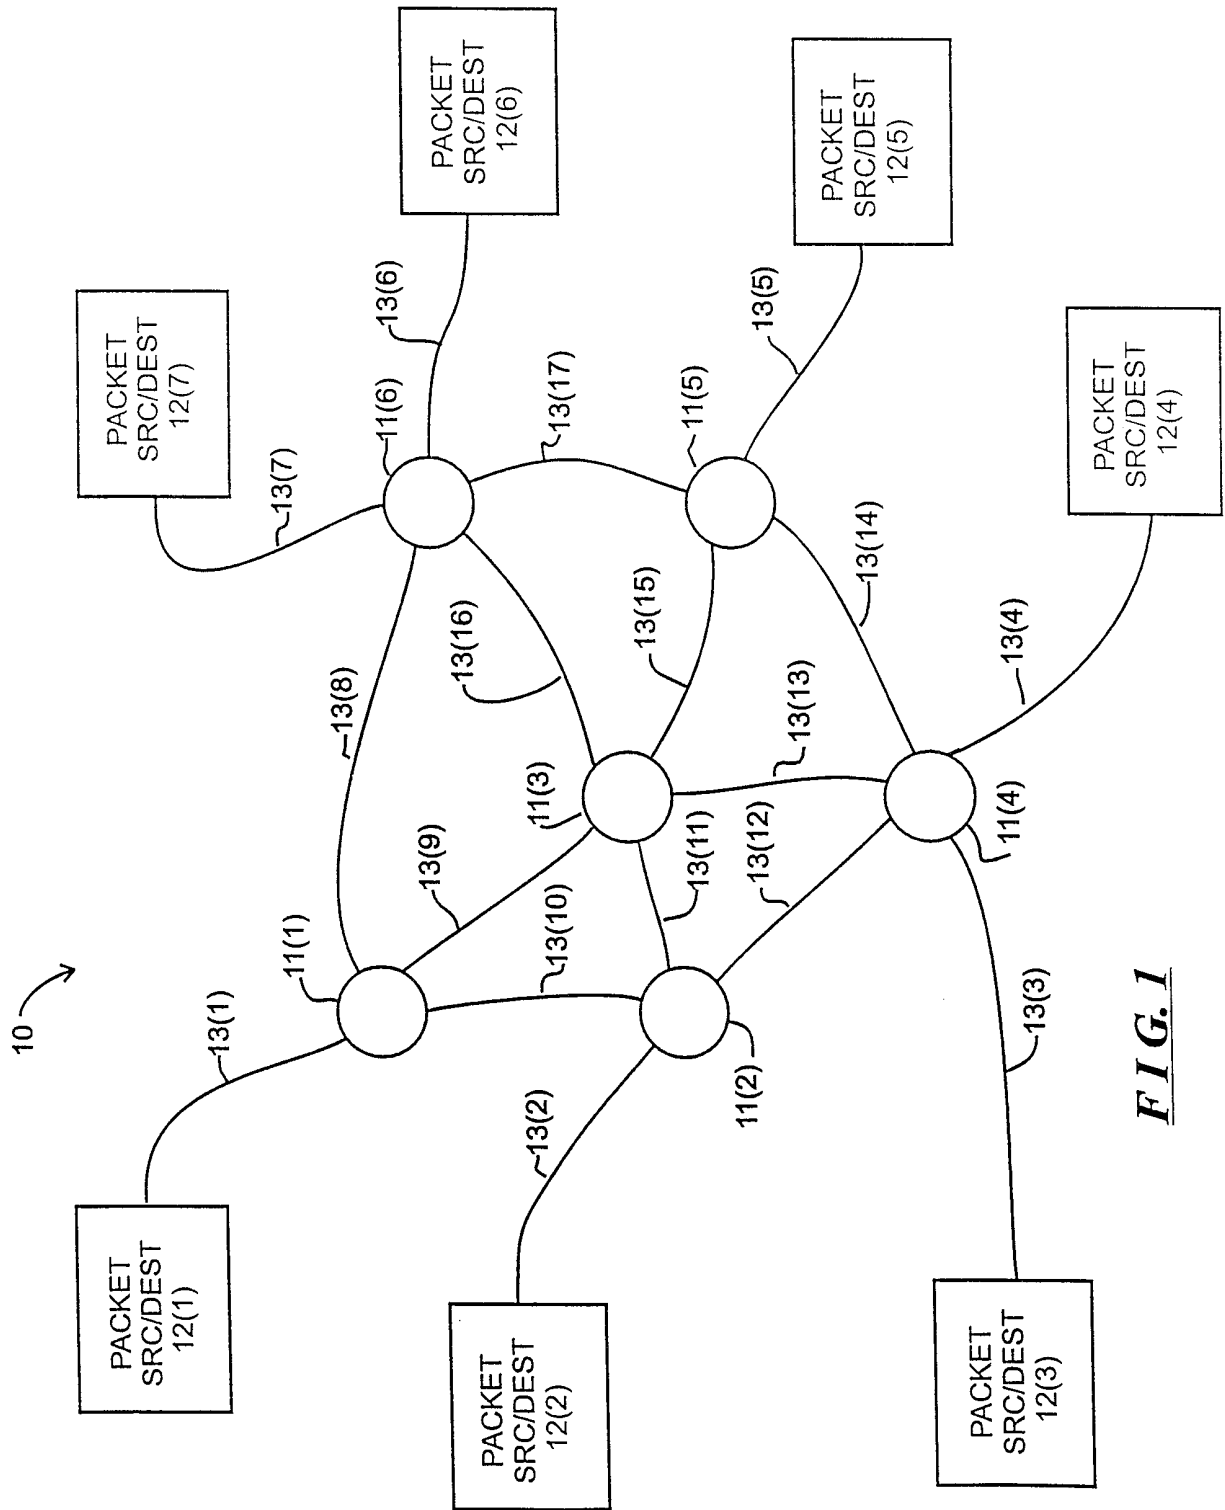 10
PACKET
SRC/DEST
12(1)
13(1)
11(1)
13(8)
13(7)
PACKET
SRC/DEST
12(7)
13(9)
13(16)
11(6)
13(6)
PACKET
SRC/DEST
12(6)
PACKET
SRC/DEST
12(2)
13(2)
13(10)
11(3)
13(15)
13(17)
11(2)
13(11)
13(12)
13(13)
11(5)
13(5)
PACKET
SRC/DEST
12(5)
13(14)
PACKET
SRC/DEST
12(3)
13(3)
11(4)
13(4)
PACKET
SRC/DEST
12(4)
FIG. 1